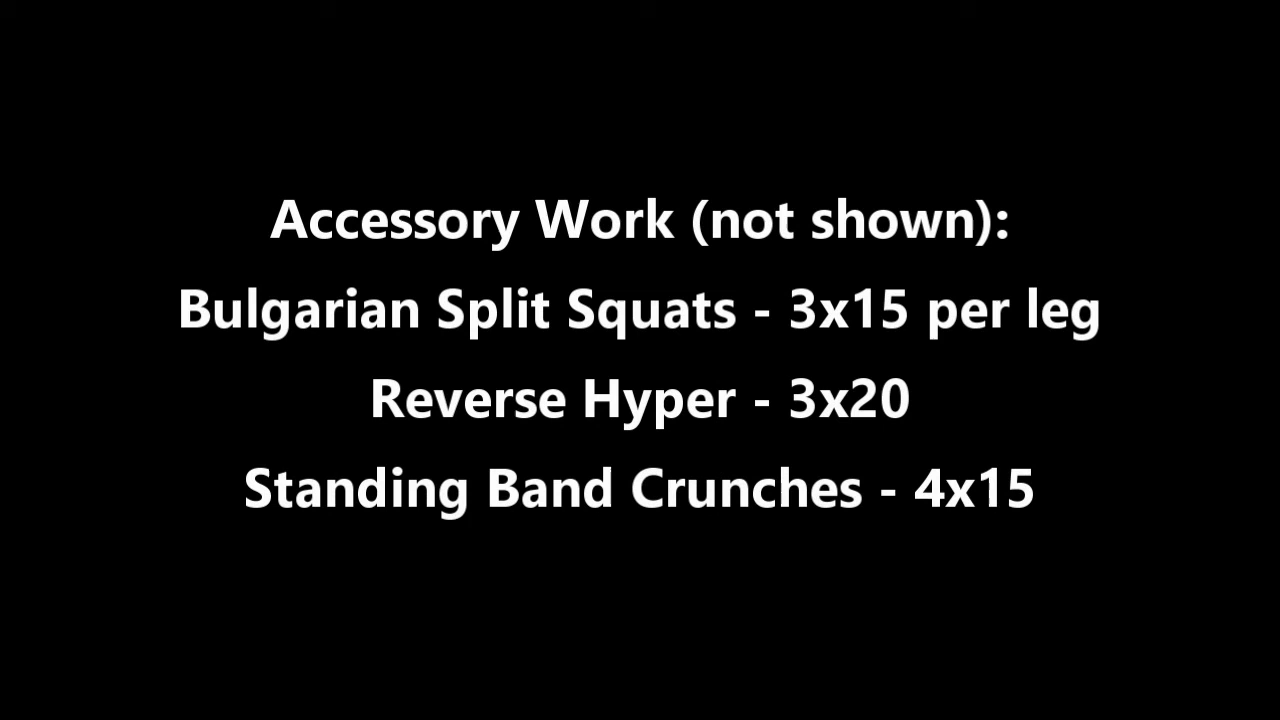 Accessory Work (not shown):
Bulgarian Split Squats - 3x15 per leg
Reverse Hyper - 3x20
Standing Band Crunches - 4x15